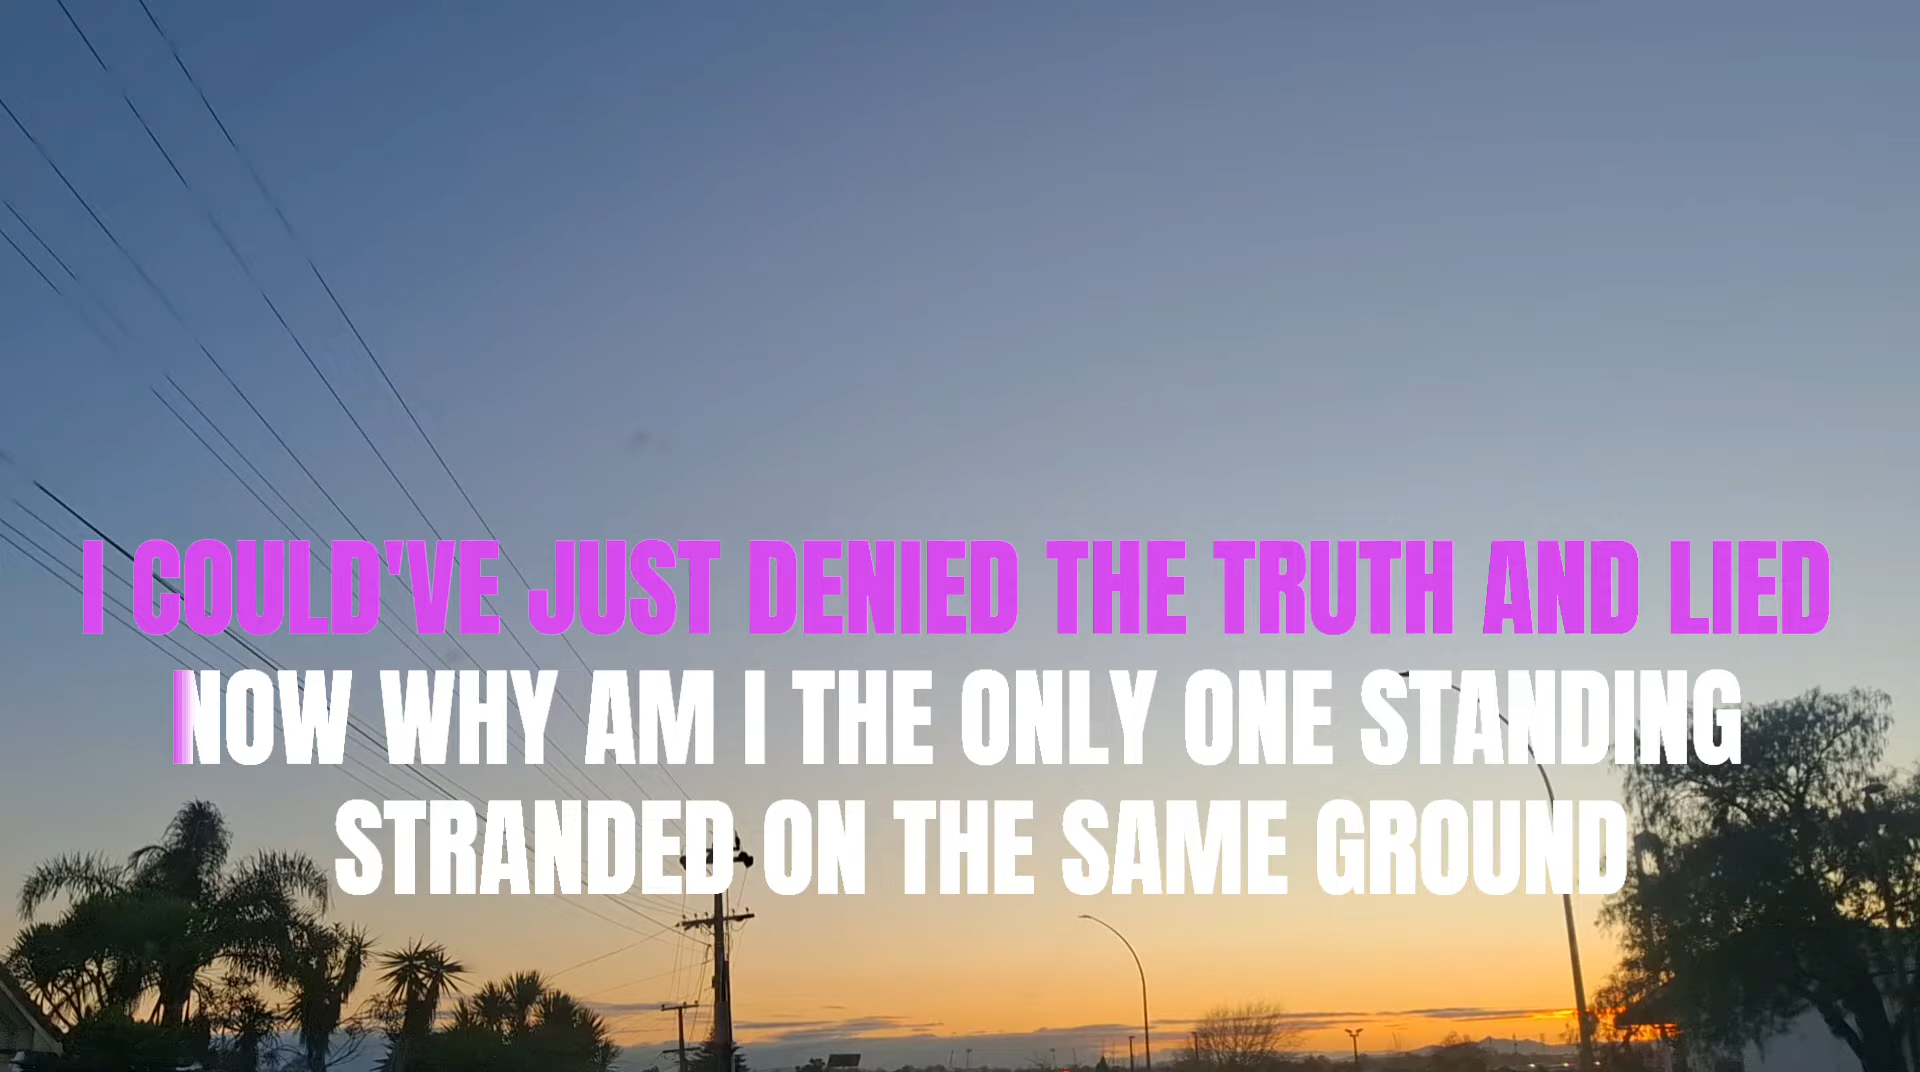 I COULD'VE JUST DENIED THE TRUTH AND LIED
NOW WHY AM I THE ONLY ONE STANDING
STRANDED ON THE SAME GROUND